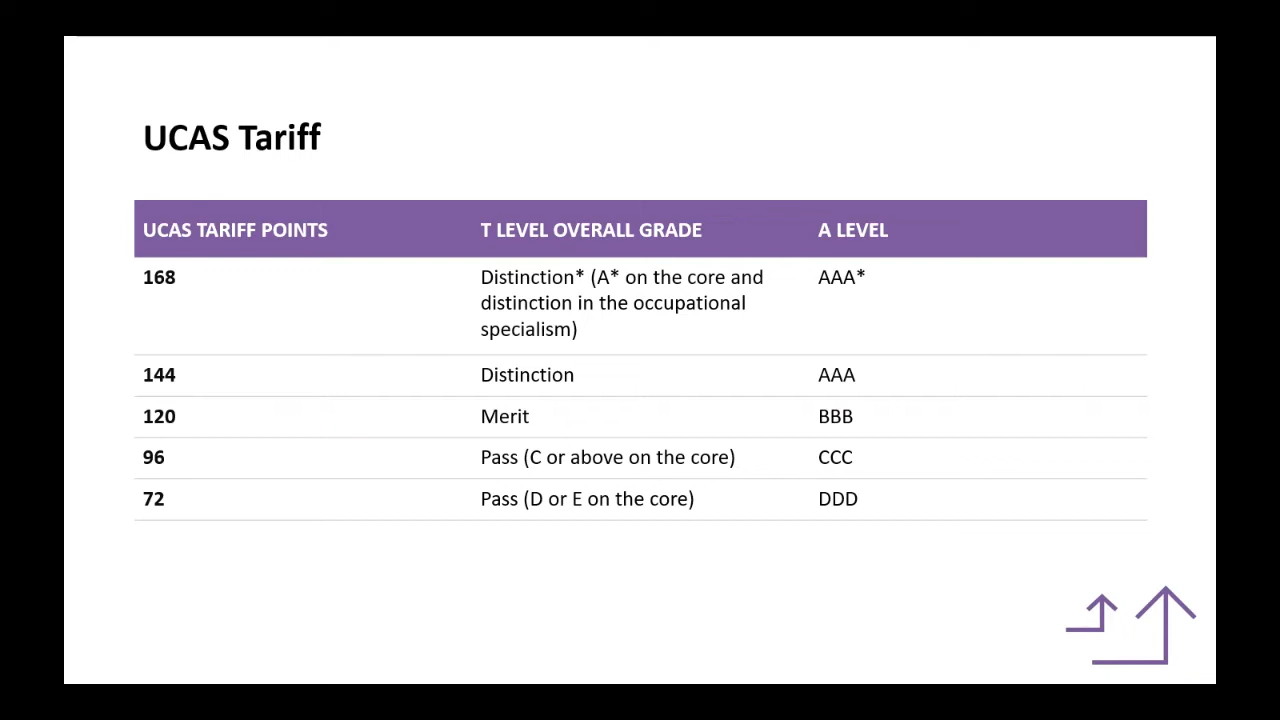 UCAS Tariff
UCAS TARIFF POINTS T LEVEL OVERALL GRADE A LEVEL
168 Distinction* (A* on the core and AAA*
distinction in the occupational
specialism)
144 Distinction AAA
120 Merit BBB
96 Pass (C or above on the core) CCC
72 Pass (D or E on the core) DDD